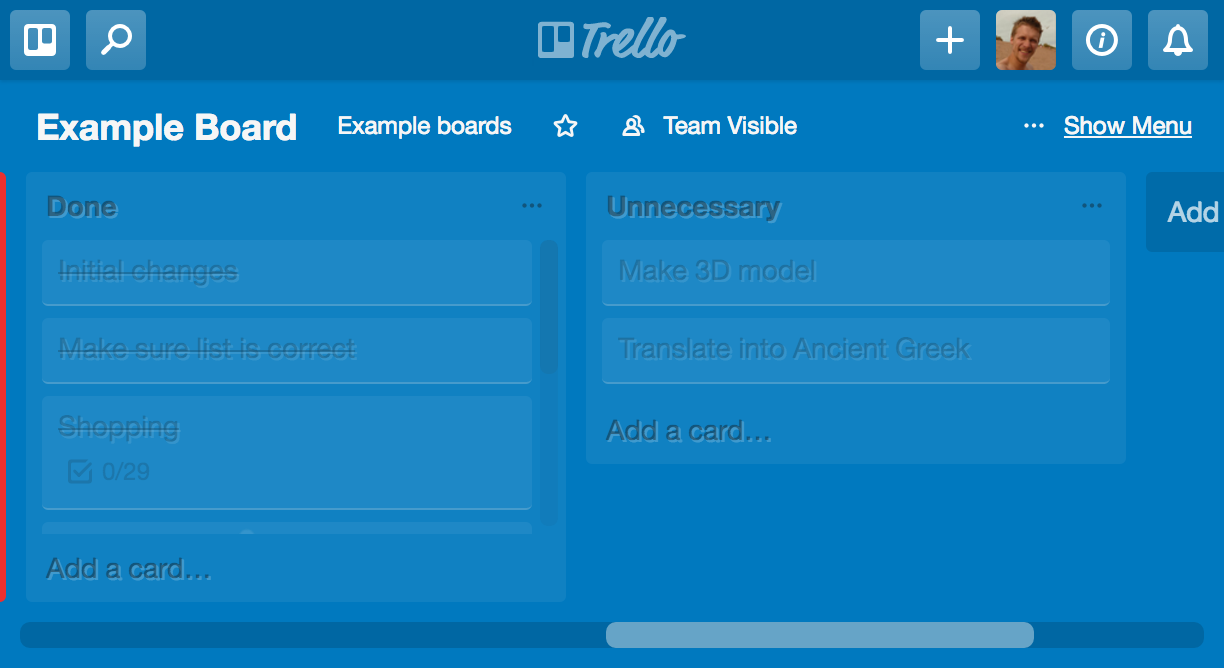 Trello
Example Board
Example boards
Team Visible
... Show Menu
Done
...
Initial changes
Make sure list is correct
Shopping
0/29
Add a card...
Unnecessary
...
Make 3D model
Translate into Ancient Greek
Add a card...
Add